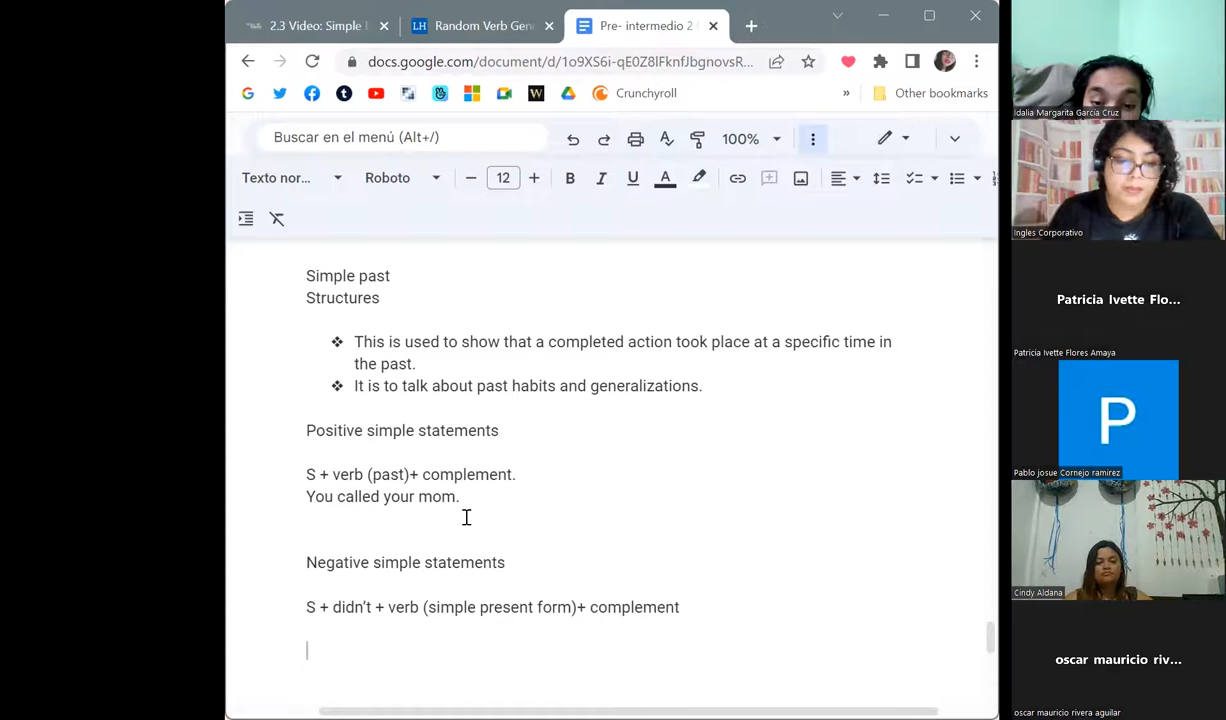 2.3 Video: Simple
Random Verb Gen
Pre- intermedio 2
docs.google.com/document/d/1o9XS6i-qE0Z8lFknfJbgnovsR...
Crunchyroll
»
Other bookmarks
Buscar en el menú (Alt+/)
100%
Texto nor...
Roboto
12
Simple past
Structures
❖ This is used to show that a completed action took place at a specific time in
the past.
❖ It is to talk about past habits and generalizations.
Positive simple statements
S + verb (past)+ complement.
You called your mom.
Negative simple statements
S + didn't + verb (simple present form)+ complement
Idalia Margarita García Cruz
Ingles Corporativo
Patricia Ivette Flo...
Patricia Ivette Flores Amaya
P
Pablo josue Cornejo ramirez
Cindy Aldana
oscar mauricio riv...
oscar mauricio rivera aguilar